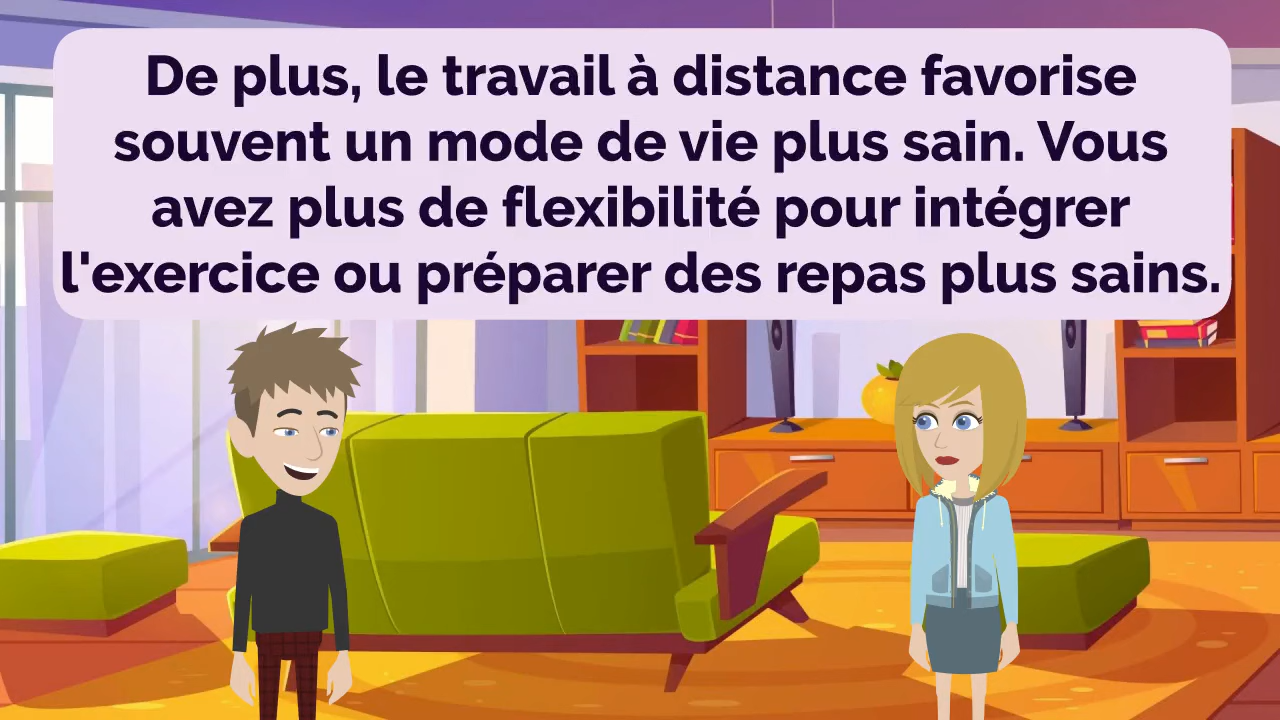 De plus, le travail à distance favorise
souvent un mode de vie plus sain. Vous
avez plus de flexibilité pour intégrer
l'exercice ou préparer des repas plus sains.